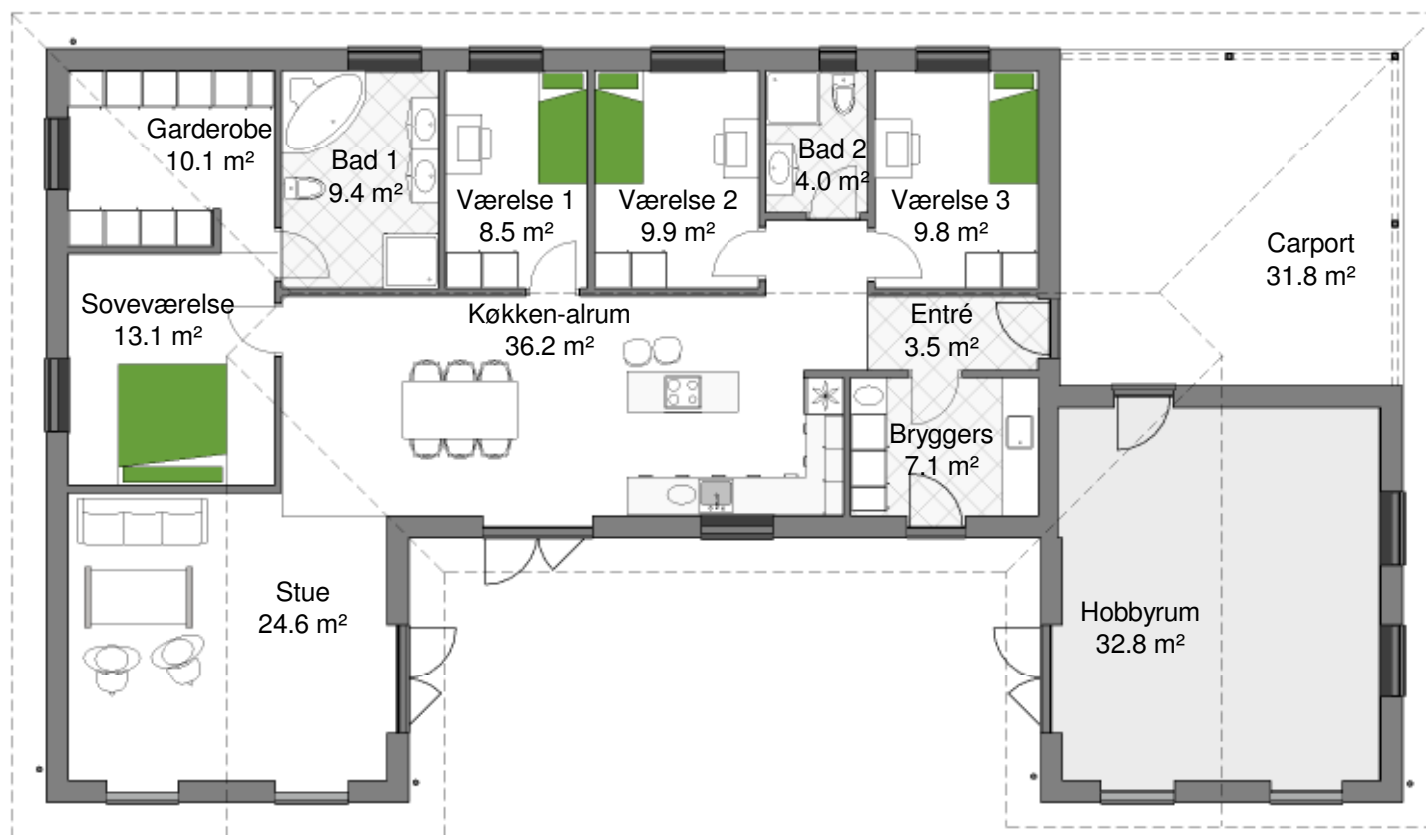 Garderobe
10.1 m²
Bad 1
9.4 m²
Værelse 1
8.5 m²
Værelse 2
9.9 m²
Bad 2
4.0 m²
Værelse 3
9.8 m²
Carport
31.8 m²
Soveværelse
13.1 m²
Køkken-alrum
36.2 m²
Entré
3.5 m²
Bryggers
7.1 m²
Stue
24.6 m²
Hobbyrum
32.8 m²